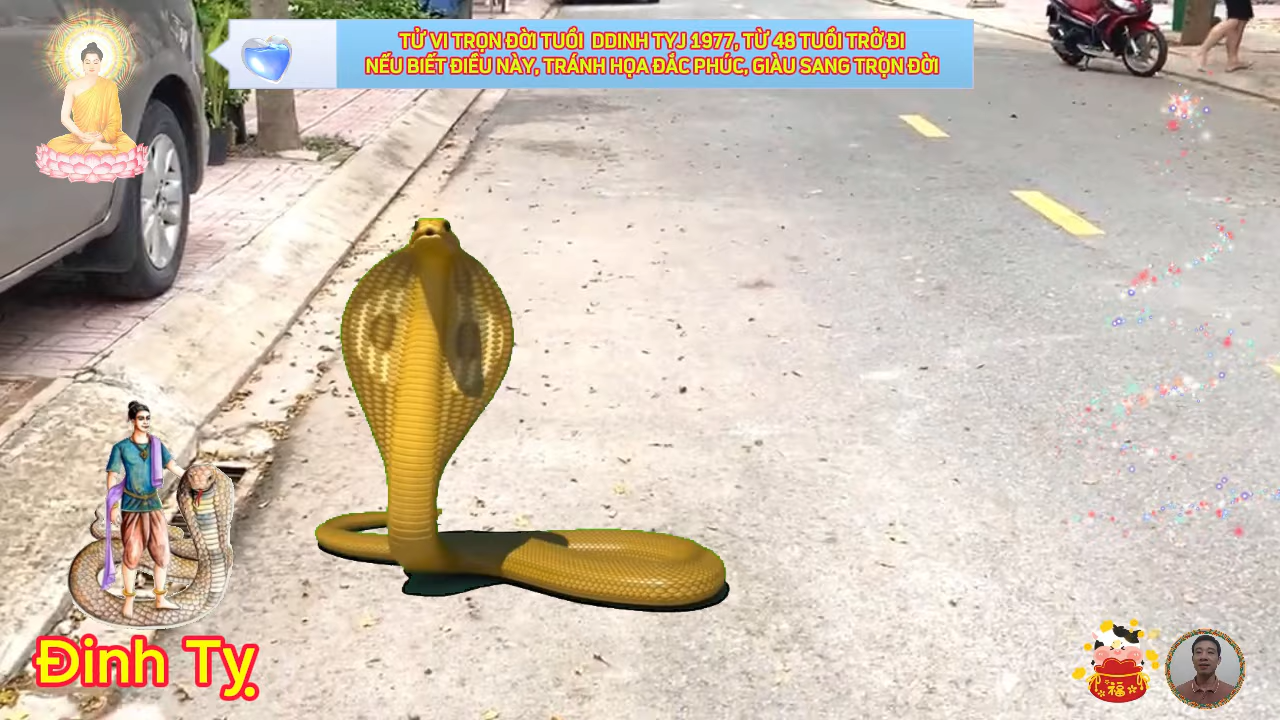 TỬ VI TRỌN ĐỜI TUỔI DDINH TYJ 1977, TỪ 48 TUỔI TRỞ ĐI
NẾU BIẾT ĐIỀU NÀY, TRÁNH HỌA ĐẮC PHÚC, GIÀU SANG TRỌN ĐỜI
Đinh Tỵ
福